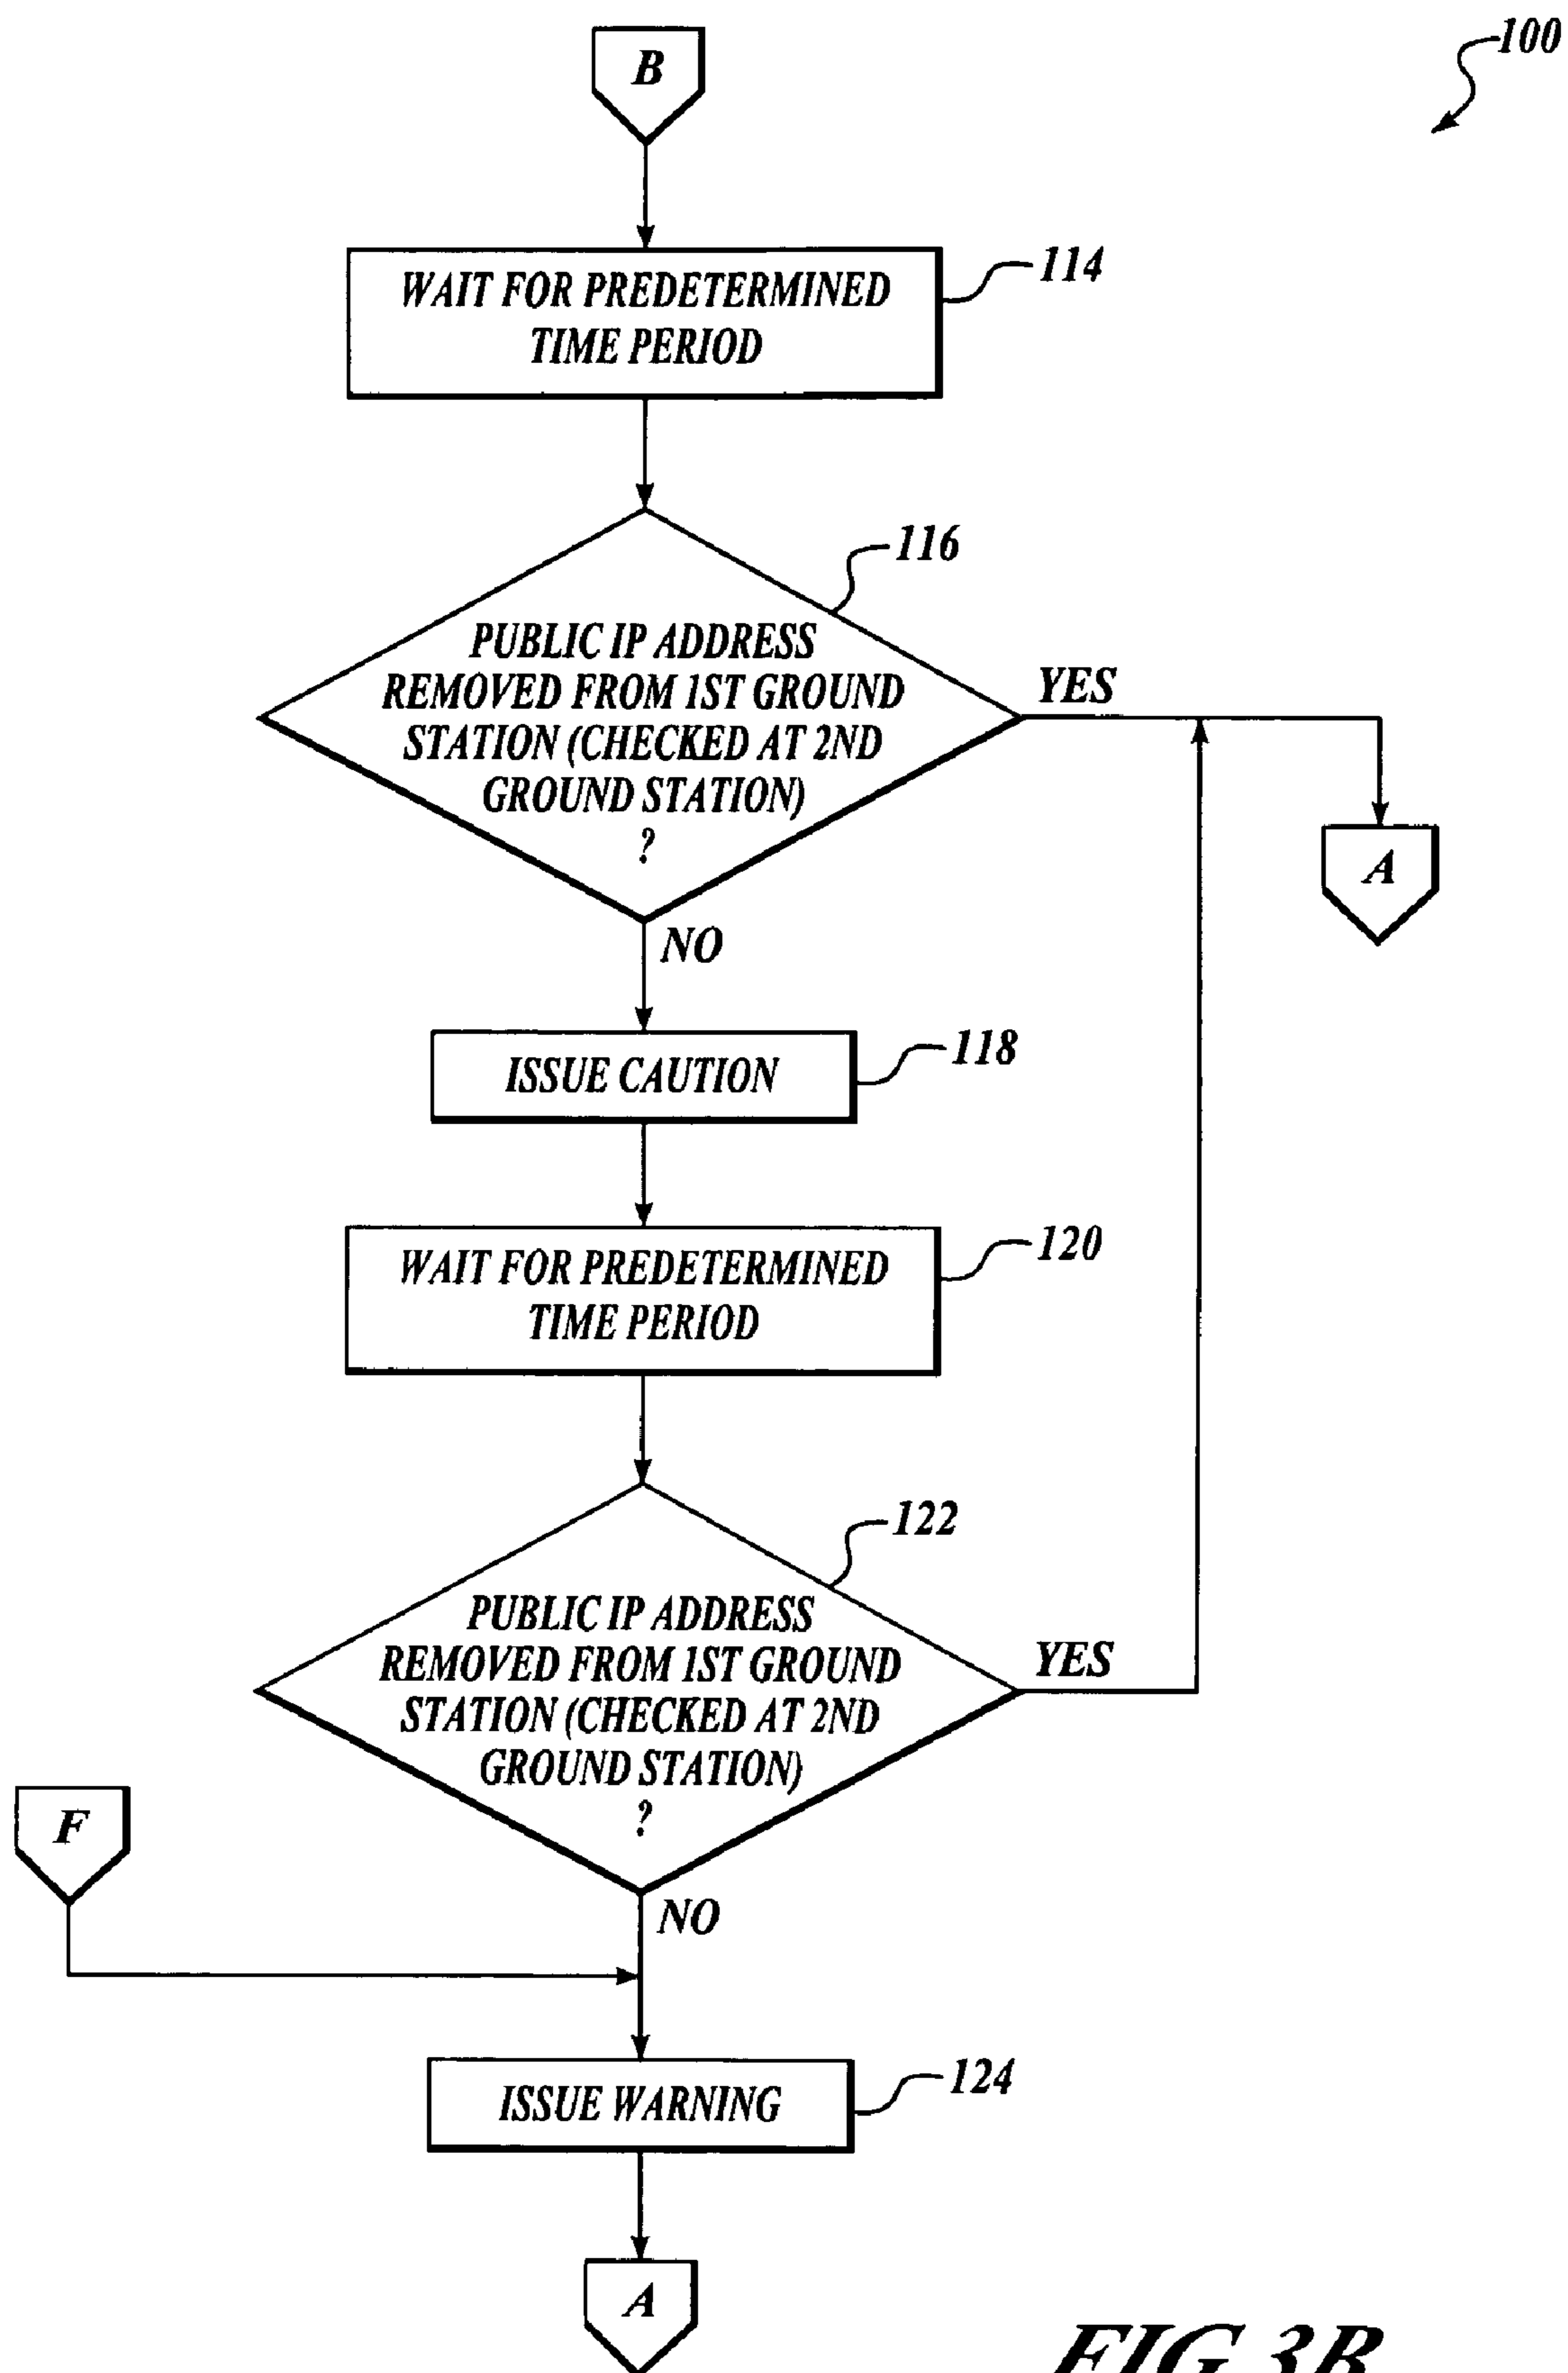 B
100
WAIT FOR PREDETERMINED
TIME PERIOD
114
116
PUBLIC IP ADDRESS
REMOVED FROM 1ST GROUND
STATION (CHECKED AT 2ND
GROUND STATION)
?
YES
A
NO
ISSUE CAUTION
118
WAIT FOR PREDETERMINED
TIME PERIOD
120
122
PUBLIC IP ADDRESS
REMOVED FROM 1ST GROUND
STATION (CHECKED AT 2ND
GROUND STATION)
?
YES
F
NO
ISSUE WARNING
124
A
FIG 3B